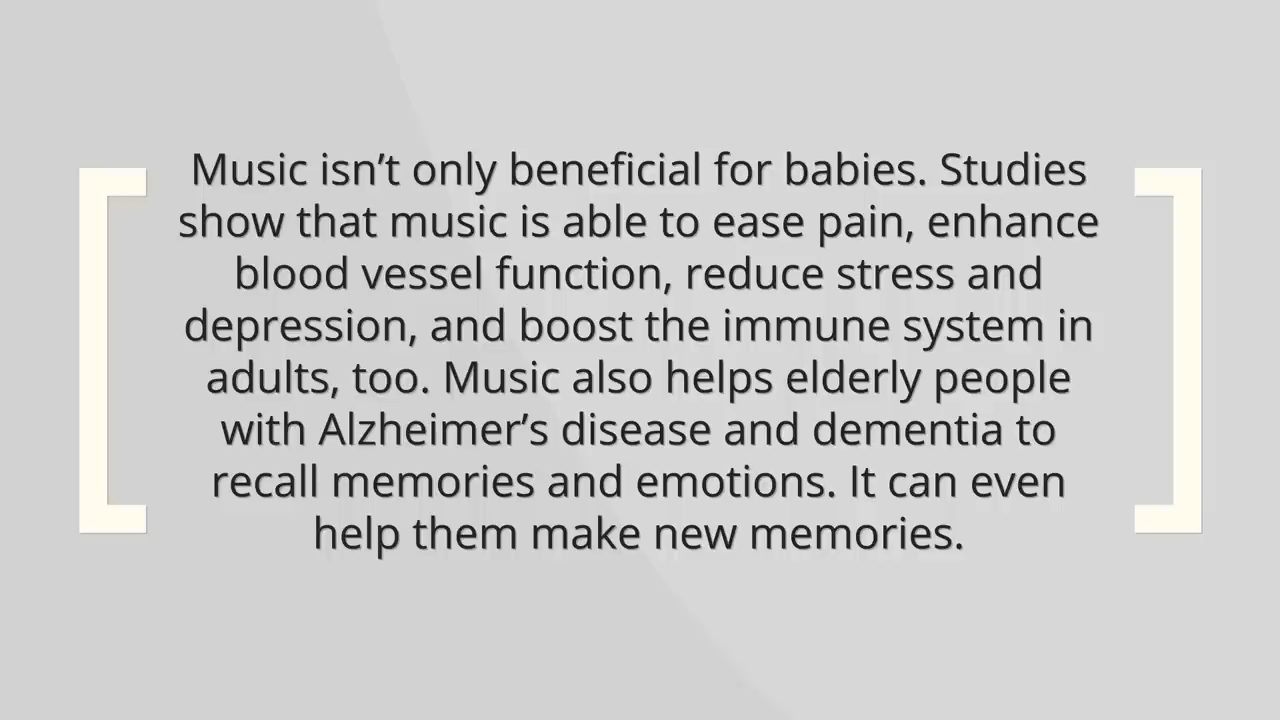 Music isn’t only beneficial for babies. Studies
show that music is able to ease pain, enhance
blood vessel function, reduce stress and
depression, and boost the immune system in
adults, too. Music also helps elderly people
with Alzheimer’s disease and dementia to
recall memories and emotions. It can even
help them make new memories.